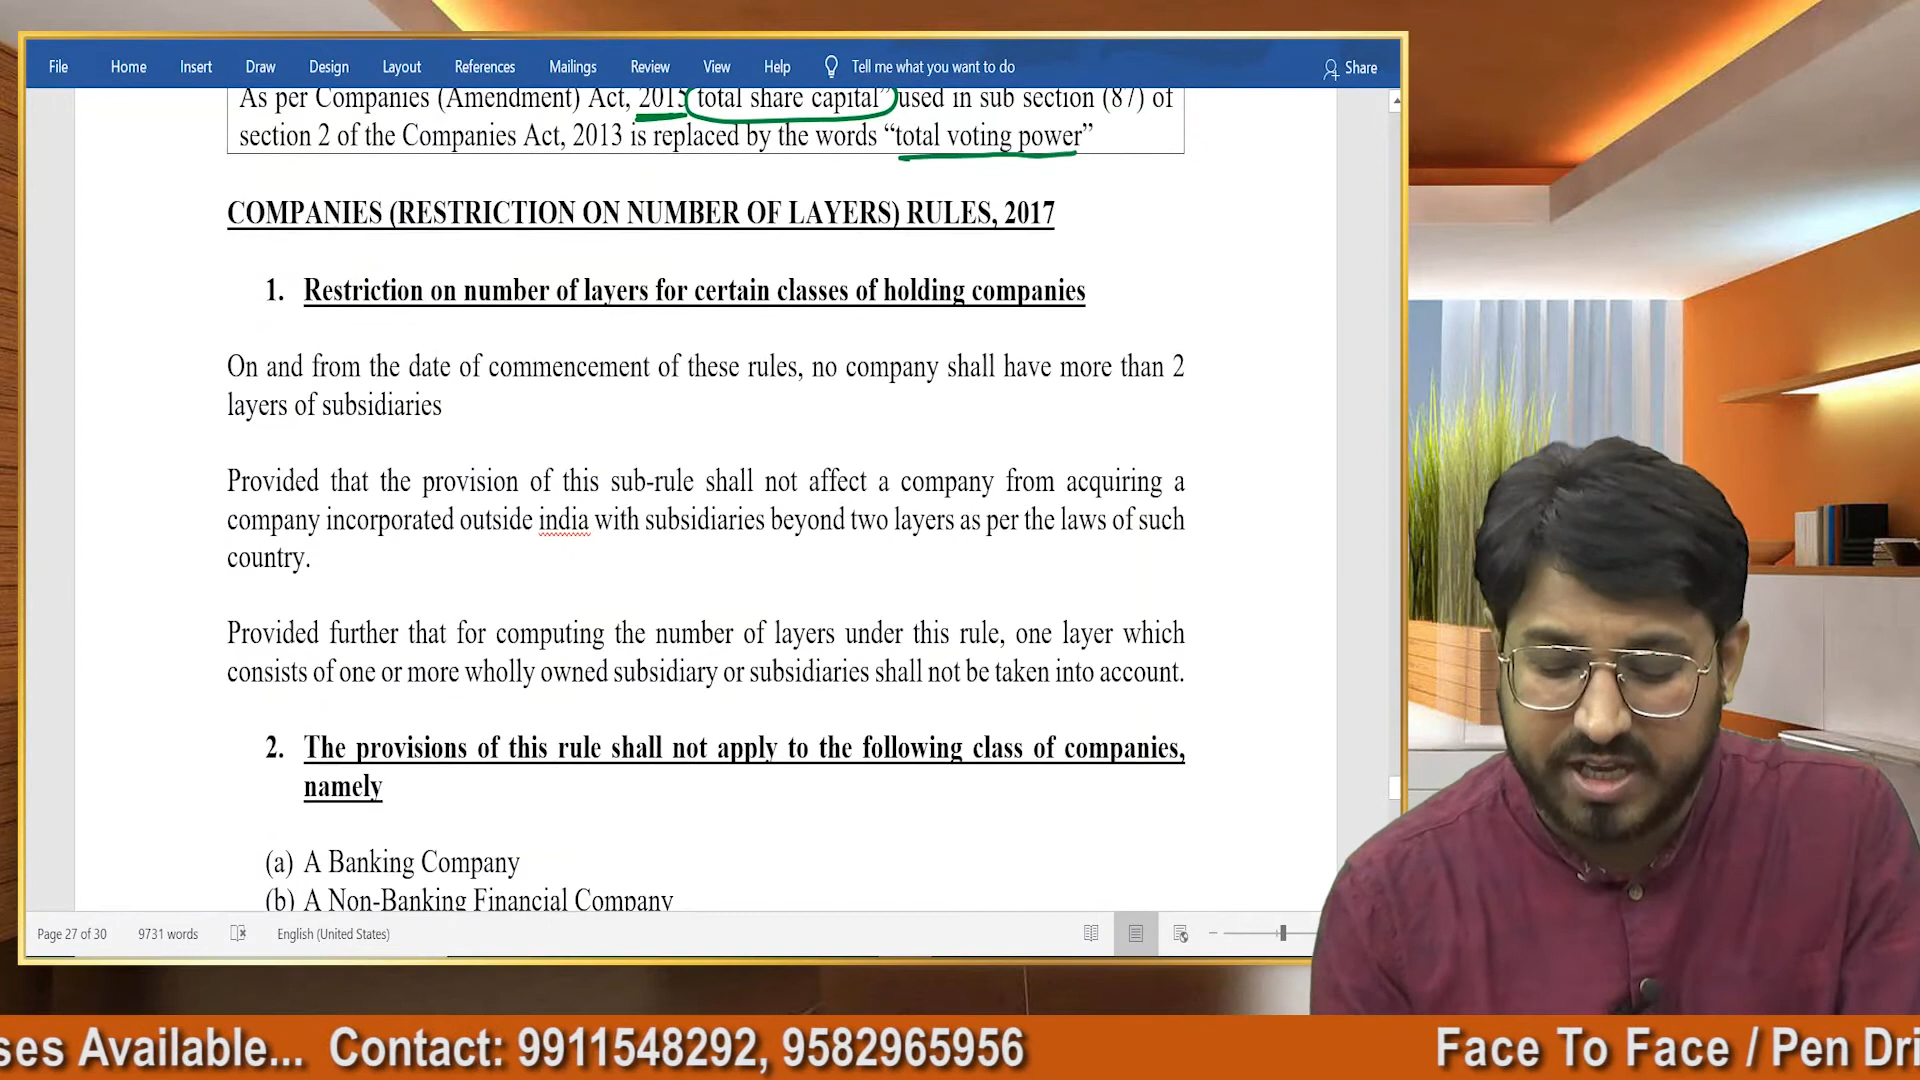 File Home Insert Draw Design Layout References Mailings Review View Help Tell me what you want to do Share
As per Companies (Amendment) Act, 2015 total share capital” used in sub section (87) of
section 2 of the Companies Act, 2013 is replaced by the words “total voting power”
COMPANIES (RESTRICTION ON NUMBER OF LAYERS) RULES, 2017
1. Restriction on number of layers for certain classes of holding companies
On and from the date of commencement of these rules, no company shall have more than 2
layers of subsidiaries
Provided that the provision of this sub-rule shall not affect a company from acquiring a
company incorporated outside india with subsidiaries beyond two layers as per the laws of such
country.
Provided further that for computing the number of layers under this rule, one layer which
consists of one or more wholly owned subsidiary or subsidiaries shall not be taken into account.
2. The provisions of this rule shall not apply to the following class of companies,
namely
(a) A Banking Company
(b) A Non-Banking Financial Company
Page 27 of 30 9731 words English (United States)
ses Available... Contact: 9911548292, 9582965956 Face To Face / Pen Dri